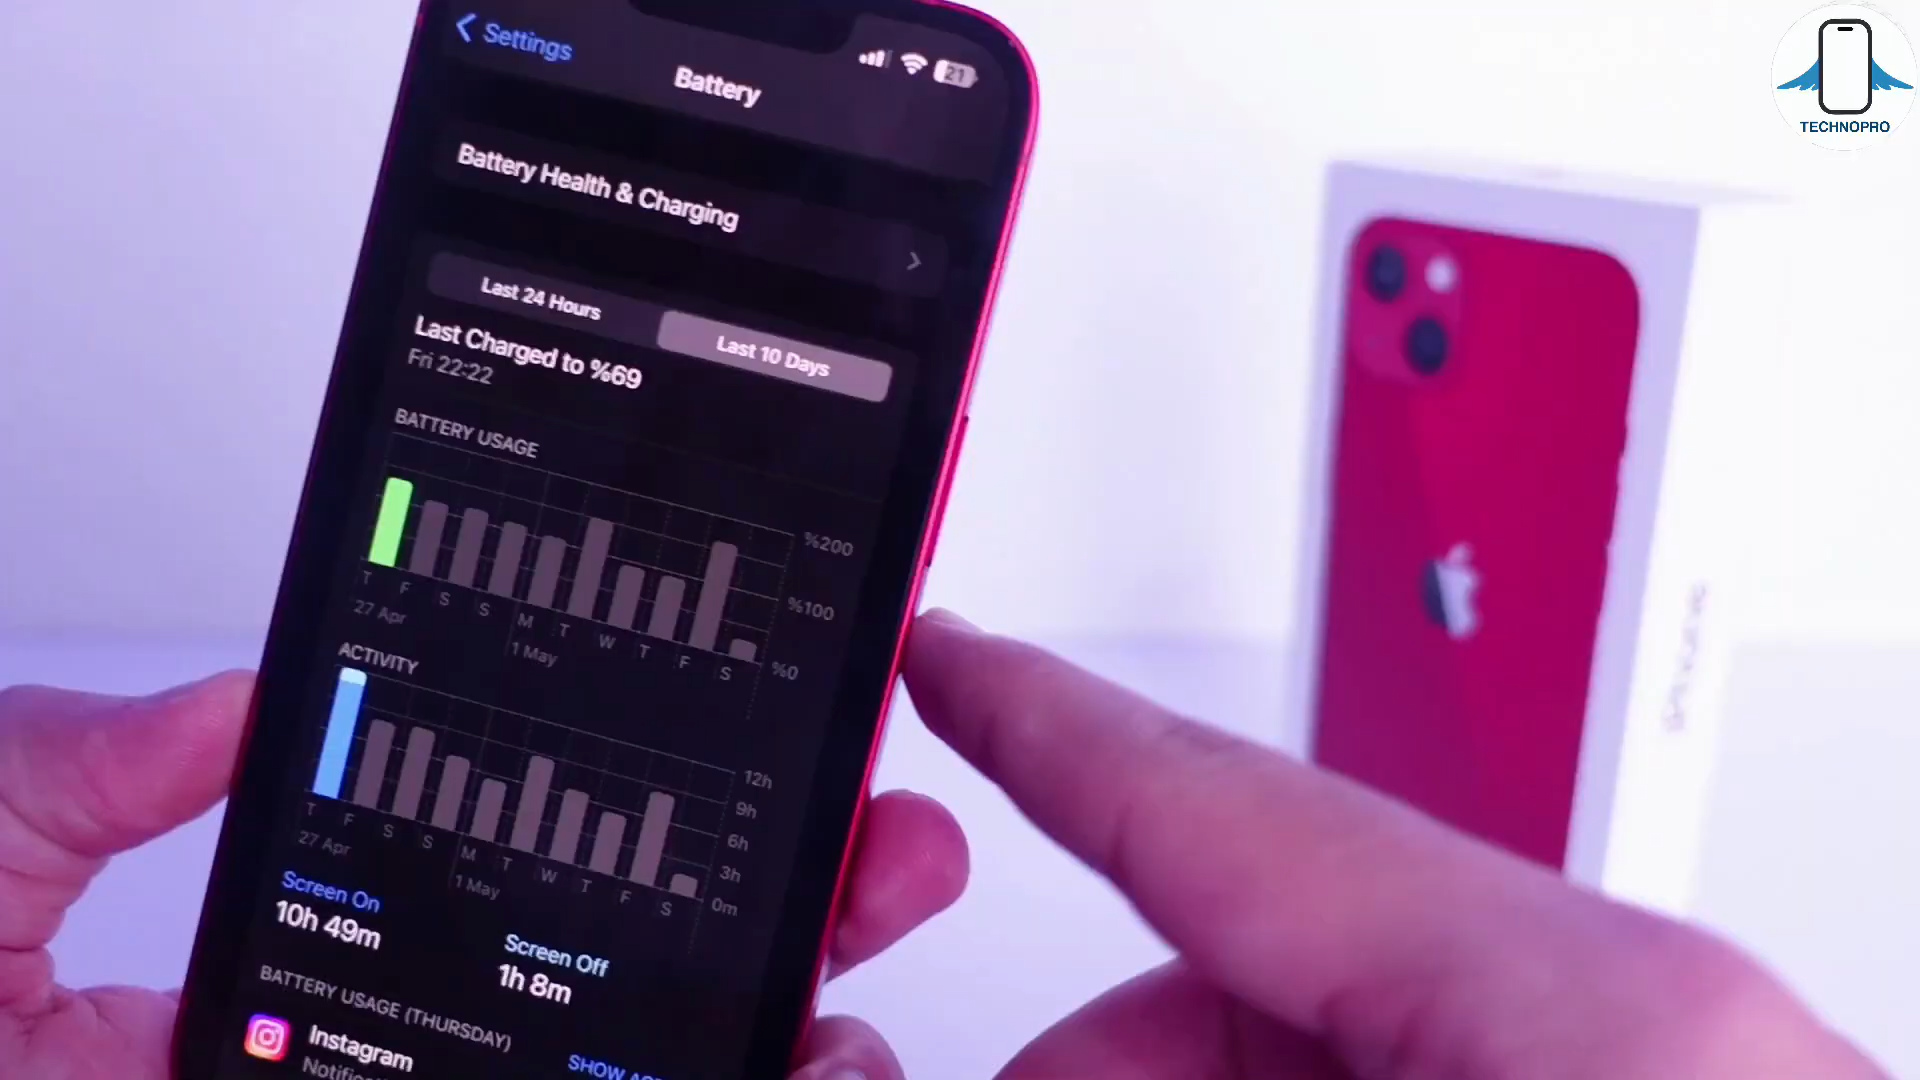 Settings
21
Battery
Battery Health & Charging
Last 24 Hours
Last 10 Days
Last Charged to %69
Fri 22:22
BATTERY USAGE
%200
%100
%0
T F S S M T W T F S
27 Apr
1 May
ACTIVITY
12h
9h
6h
3h
0m
T F S S M T W T F S
27 Apr
1 May
Screen On
10h 49m
Screen Off
1h 8m
BATTERY USAGE (THURSDAY)
SHOW
Instagram
TECHNOPRO
iPhone